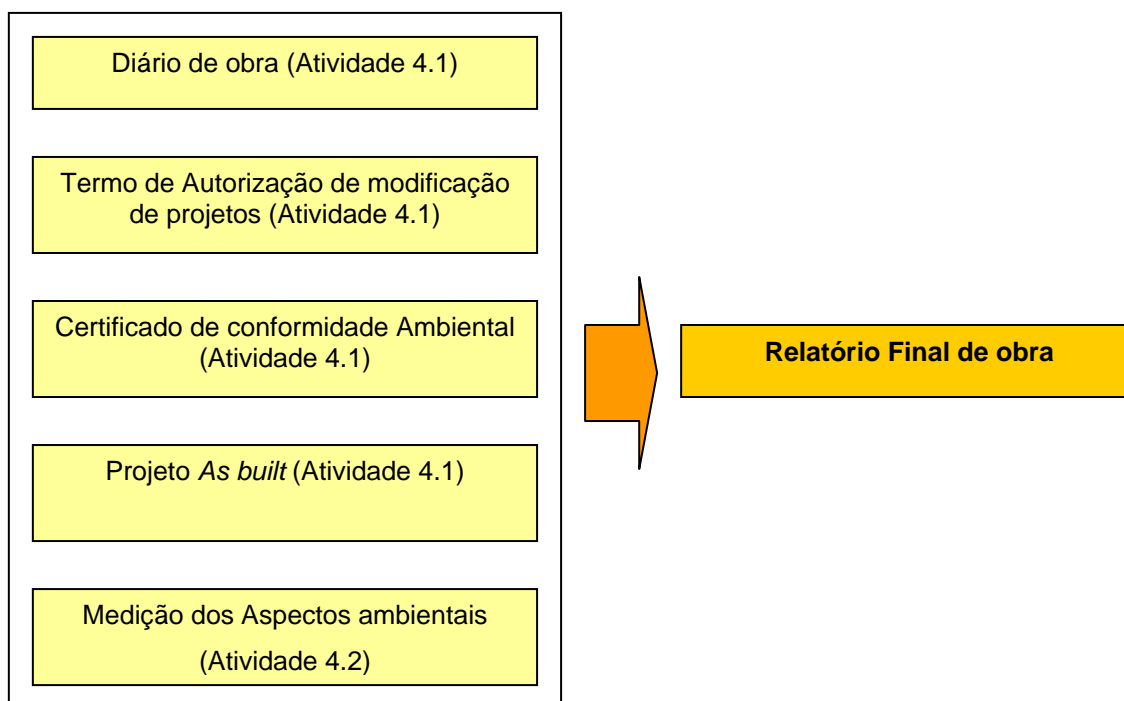 Diário de obra (Atividade 4.1)
Termo de Autorização de modificação
de projetos (Atividade 4.1)
Certificado de conformidade Ambiental
(Atividade 4.1)
Projeto As built (Atividade 4.1)
Medição dos Aspectos ambientais
(Atividade 4.2)
Relatório Final de obra